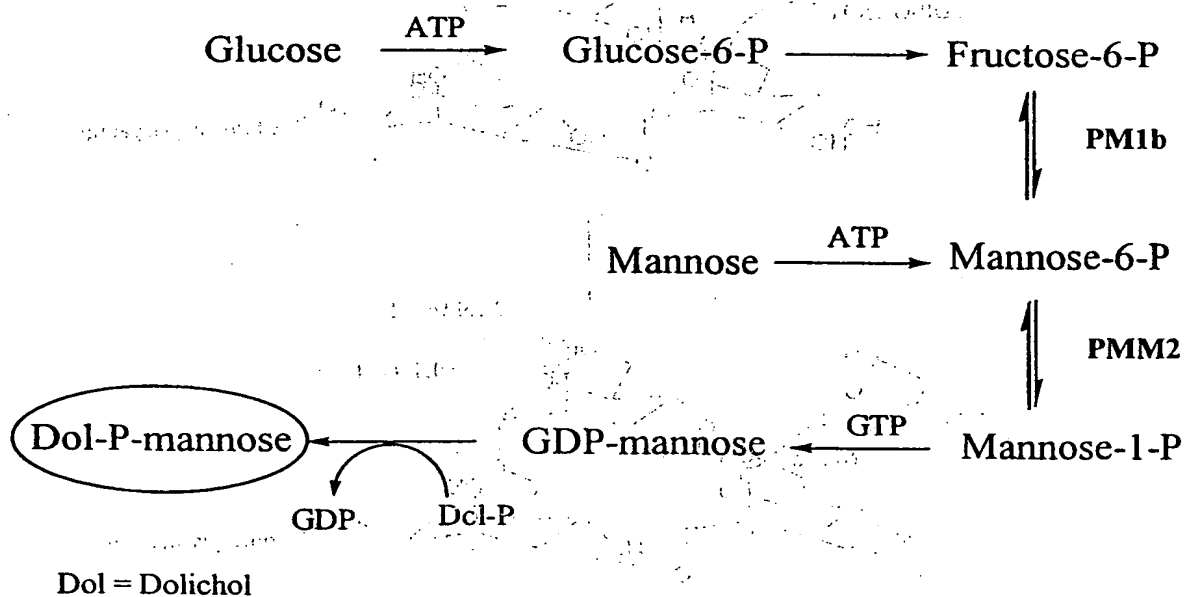 ATP
Glucose Glucose-6-P Fructose-6-P
PM1b
ATP
Mannose Mannose-6-P
PMM2
GTP
Dol-P-mannose GDP-mannose Mannose-1-P
GDP Dcl-P
Dol = Dolichol